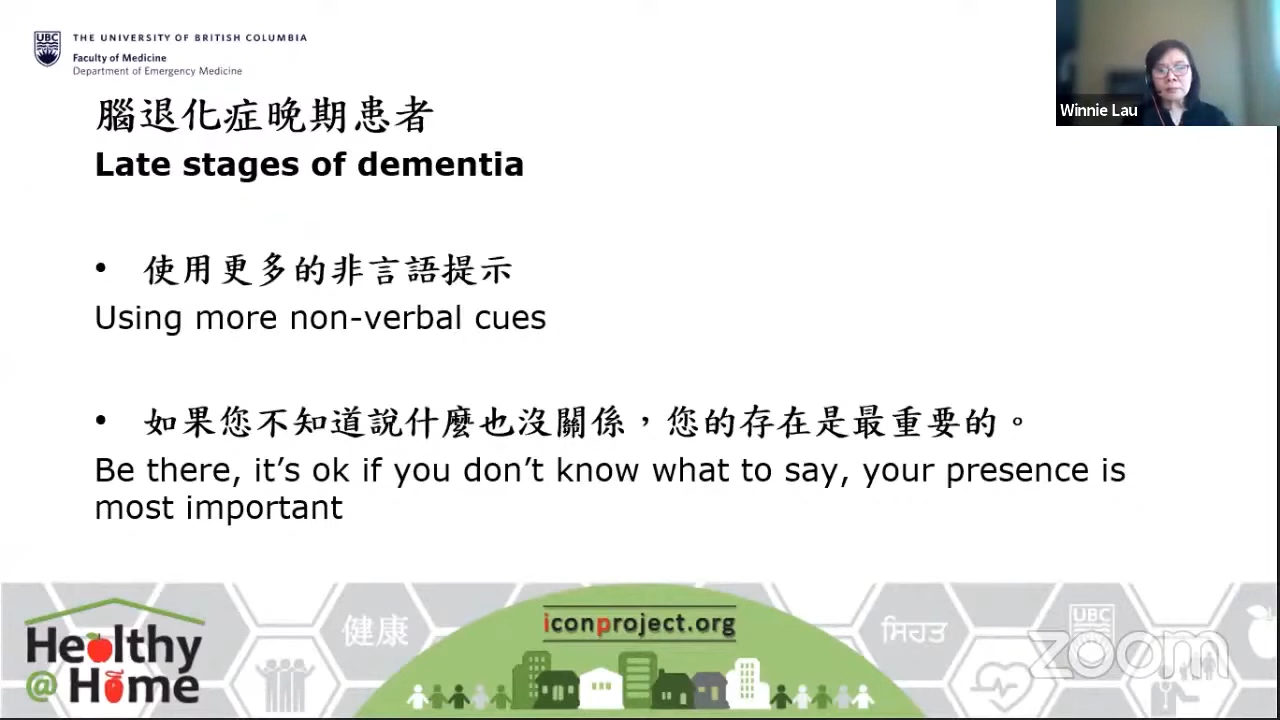 UBC
THE UNIVERSITY OF BRITISH COLUMBIA
Faculty of Medicine
Department of Emergency Medicine
Winnie Lau
腦退化症晚期患者
Late stages of dementia
• 使用更多的非言語提示
Using more non-verbal cues
• 如果您不知道說什麼也沒關係，您的存在是最重要的。
Be there, it’s ok if you don’t know what to say, your presence is
most important
Healthy
@ Home
健康
iconproject.org
ਸਿਹਤ
UBC
zoom